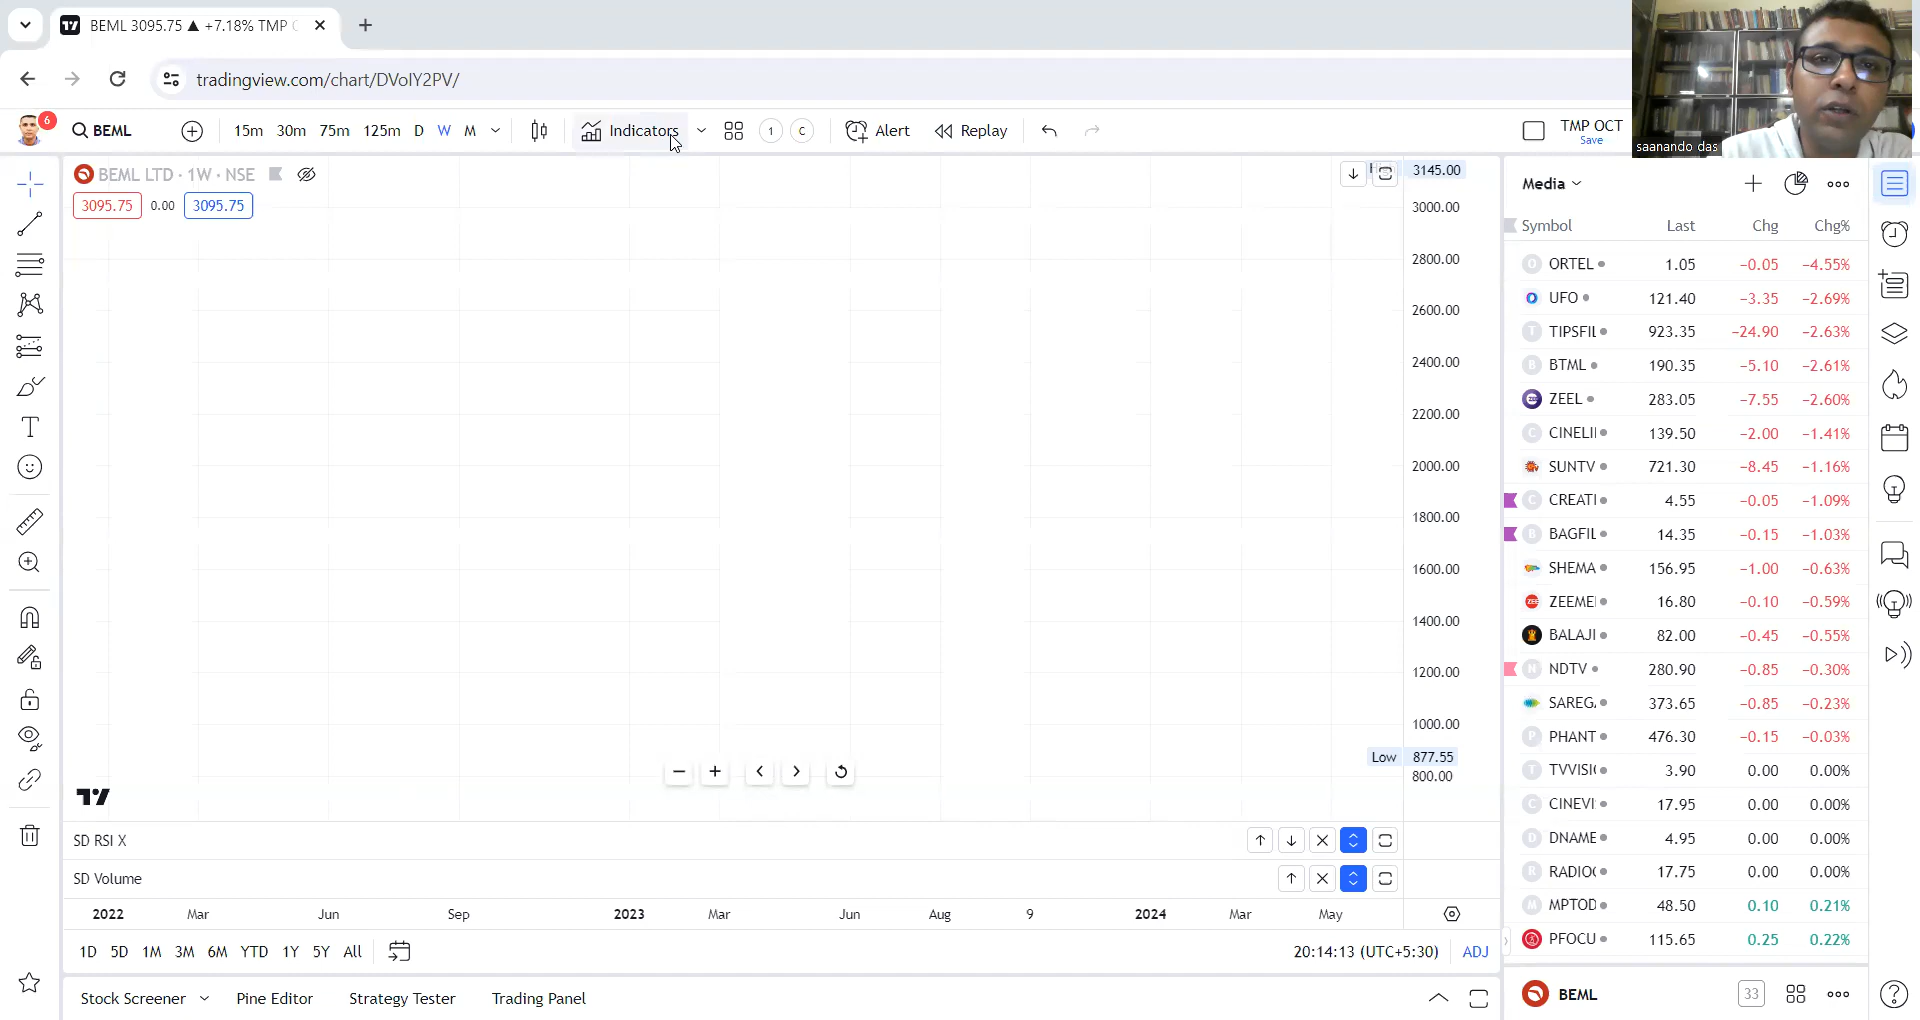 BEML 3095.75 ▲ +7.18% TMP
tradingview.com/chart/DVoIY2PV/
6
BEML
15m 30m 75m 125m D W M
Indicators
1 C
Alert
Replay
TMP OCT
Save
saanando das
BEML LTD · 1W · NSE
3095.75 0.00 3095.75
3145.00
3000.00
2800.00
2600.00
2400.00
2200.00
2000.00
1800.00
1600.00
1400.00
1200.00
1000.00
Low 877.55
800.00
SD RSI X
SD Volume
2022 Mar Jun Sep 2023 Mar Jun Aug 9 2024 Mar May
1D 5D 1M 3M 6M YTD 1Y 5Y All
20:14:13 (UTC+5:30) ADJ
Stock Screener Pine Editor Strategy Tester Trading Panel
Media
Symbol Last Chg Chg%
ORTEL 1.05 −0.05 −4.55%
UFO 121.40 −3.35 −2.69%
TIPSFIL 923.35 −24.90 −2.63%
BTML 190.35 −5.10 −2.61%
ZEEL 283.05 −7.55 −2.60%
CINELI 139.50 −2.00 −1.41%
SUNTV 721.30 −8.45 −1.16%
CREATI 4.55 −0.05 −1.09%
BAGFIL 14.35 −0.15 −1.03%
SHEMA 156.95 −1.00 −0.63%
ZEEME 16.80 −0.10 −0.59%
BALAJI 82.00 −0.45 −0.55%
NDTV 280.90 −0.85 −0.30%
SAREG 373.65 −0.85 −0.23%
PHANT 476.30 −0.15 −0.03%
TVVISI 3.90 0.00 0.00%
CINEVI 17.95 0.00 0.00%
DNAME 4.95 0.00 0.00%
RADIO 17.75 0.00 0.00%
MPTOD 48.50 0.10 0.21%
PFOCU 115.65 0.25 0.22%
BEML
33